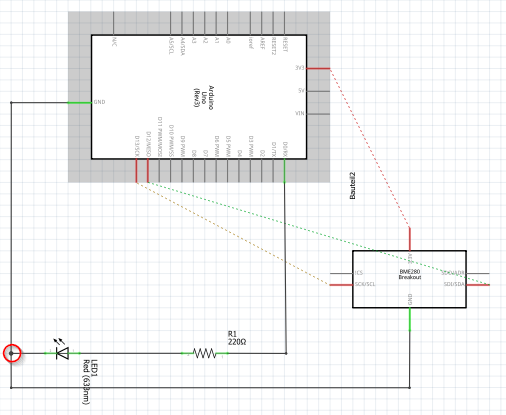 N/C
A5/SCL
A4/SDA
A3
A2
A1
A0
ioref
AREF
RESET2
RESET
3V3
5V
VIN
GND
Arduino
Uno
(Rev3)
D13/SCK
D12/MISO
D11 PWM/MOSI
D10 PWM/SS
D9 PWM
D8
D7
D6 PWM
D5 PWM
D4
D3 PWM
D2
D1/TX
D0/RX
Bauteil2
BME280
Breakout
CS
SCK/SCL
SDI/SDA
GND
R1
220Ω
LED1
Red (633nm)